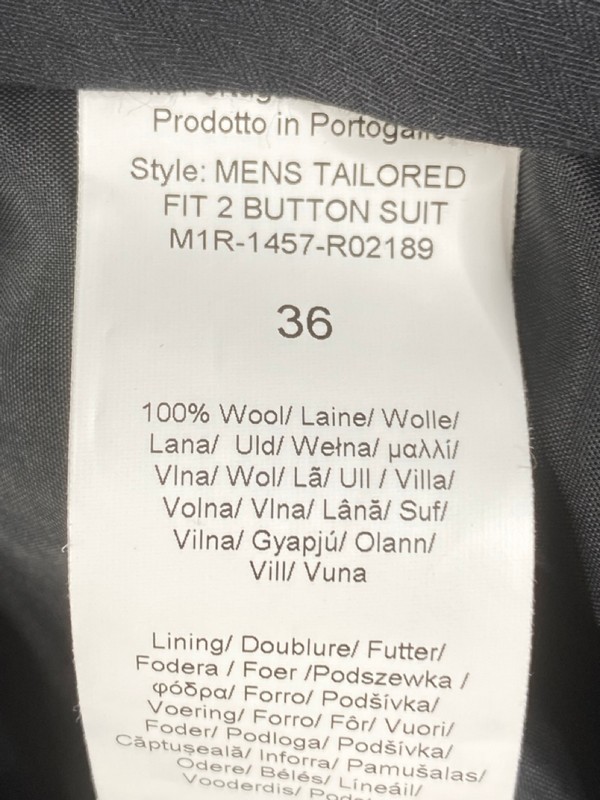 Prodotto in Portogallo
Style: MENS TAILORED
FIT 2 BUTTON SUIT
M1R-1457-R02189
36
100% Wool/ Laine/ Wolle/
Lana/ Uld/ Wełna/ μαλλί/
Vlna/ Wol/ Lã/ Ull / Villa/
Volna/ Vlna/ Lână/ Suf/
Vilna/ Gyapjú/ Olann/
Vill/ Vuna
Lining/ Doublure/ Futter/
Fodera / Foer /Podszewka /
φόδρα/ Forro/ Podšívka/
Voering/ Forro/ Fôr/ Vuori/
Foder/ Podloga/ Podšívka/
Căptușeală/ Inforra/ Pamušalas/
Odere/ Bélés/ Líneáil/
Vooderdis/